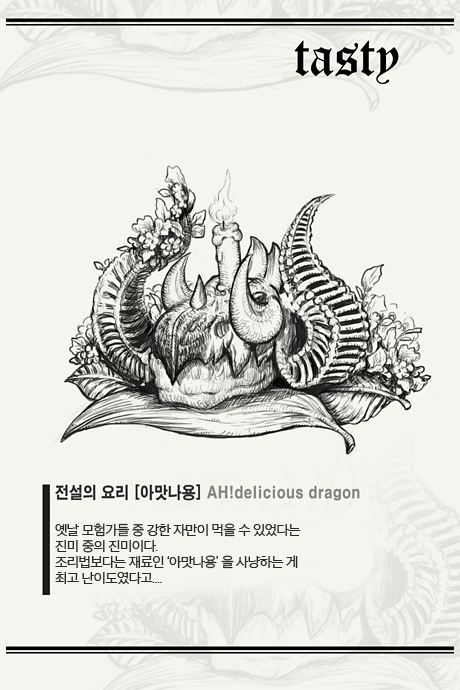 tasty
전설의 요리 [아맛나용] AH!delicious dragon
옛날 모험가들 중 강한 자만이 먹을 수 있었다는
진미 중의 진미이다.
조리법보다는 재료인 '아맛나용' 을 사냥하는 게
최고 난이도였다고....